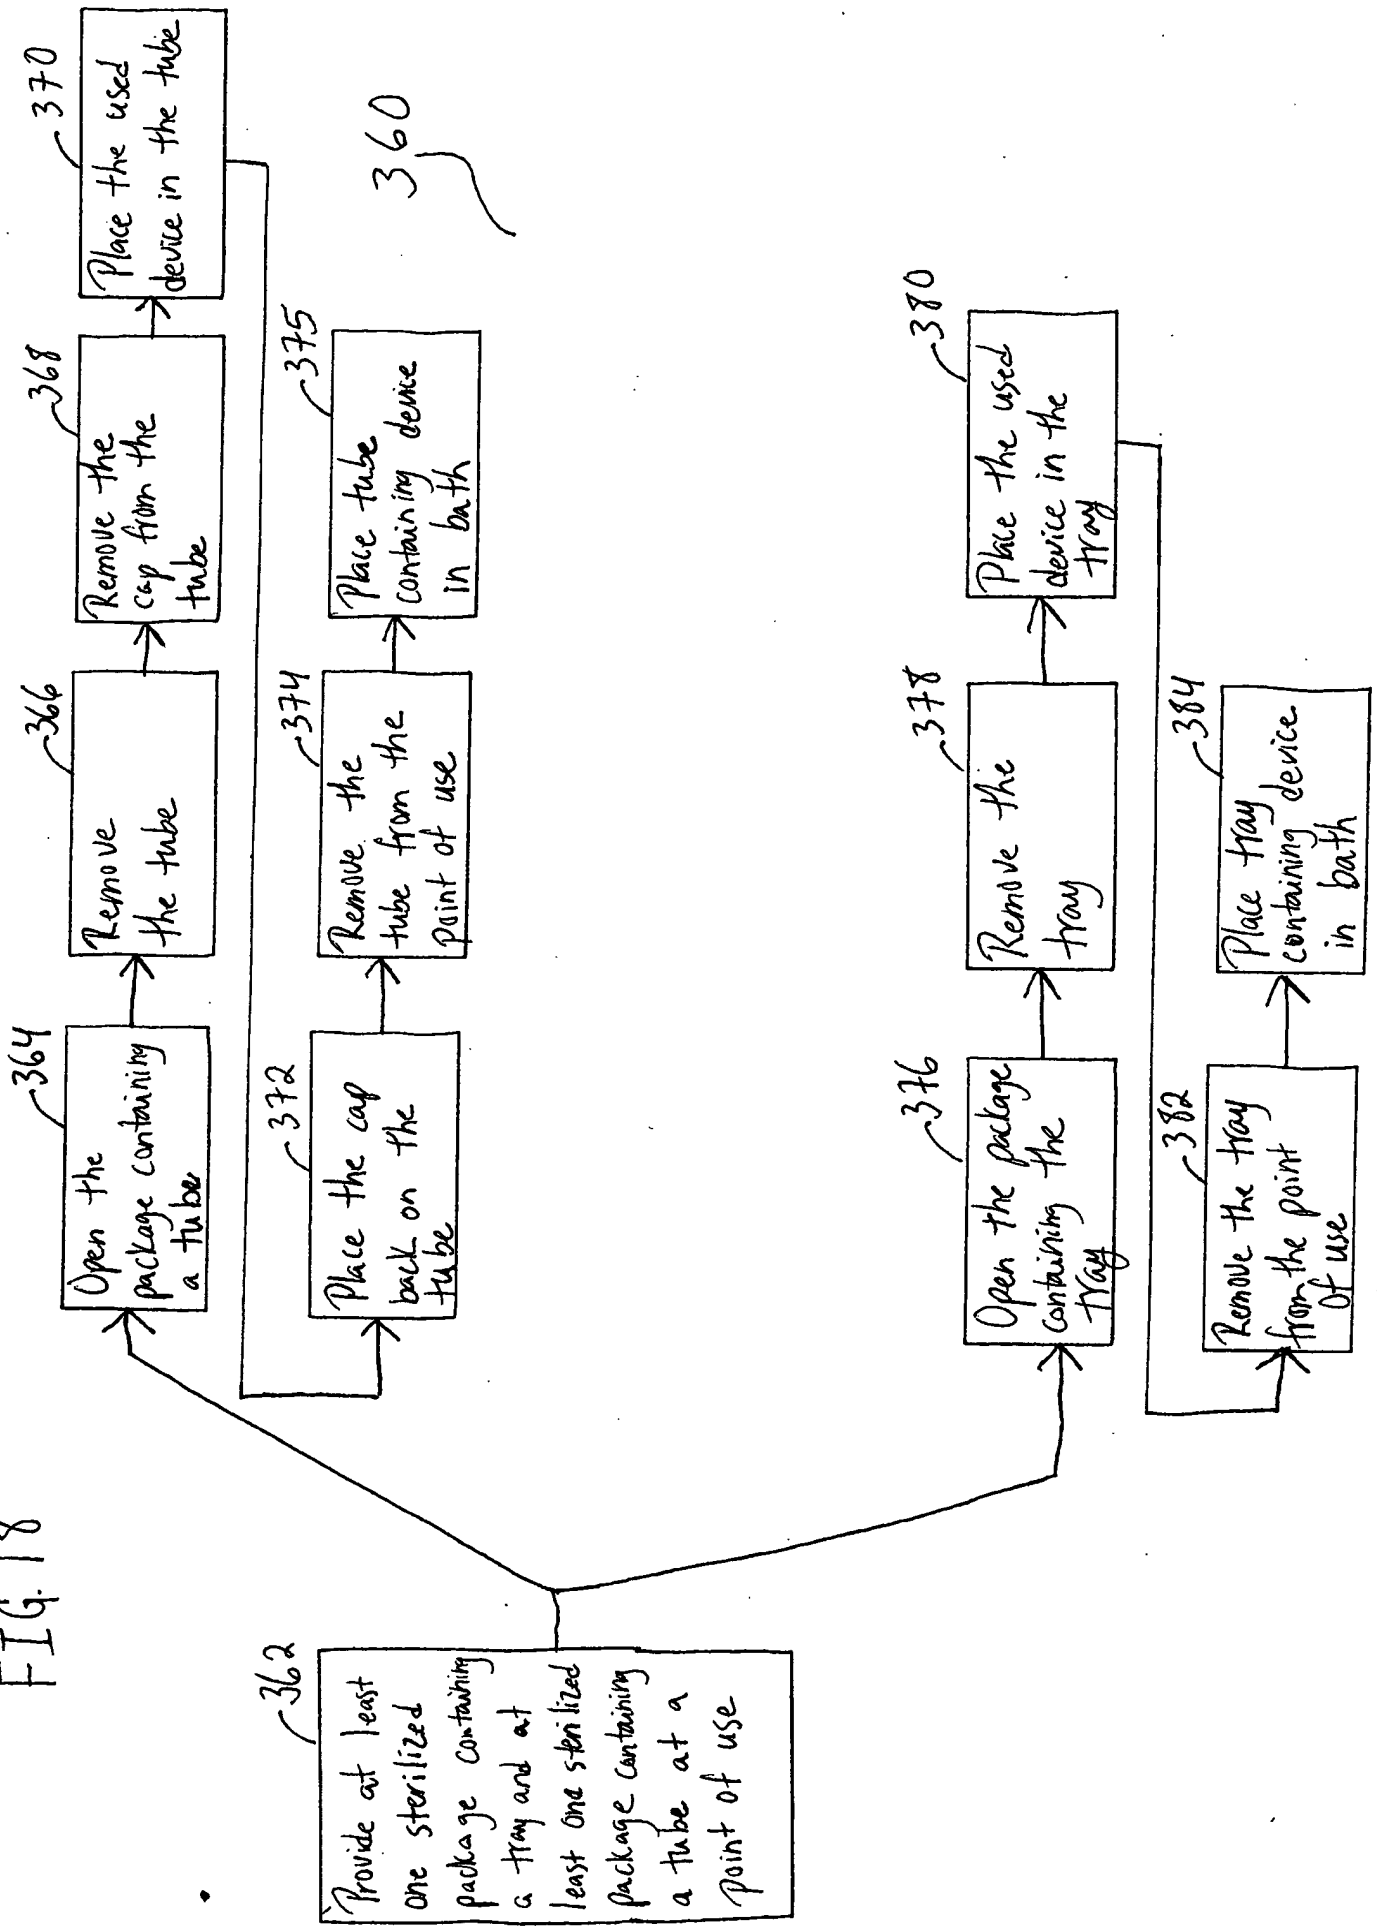 FIG. 18
362
Provide at least
one sterilized
package containing
a tray and at
least one sterilized
package containing
a tube at a
point of use
364
Open the
package containing
a tube
366
Remove
the tube
368
Remove the
cap from the
tube
370
Place the used
device in the tube
372
Place the cap
back on the
tube
374
Remove the
tube from the
point of use
375
Place tube
containing device
in bath
360
376
Open the package
containing the
tray
378
Remove the
tray
380
Place the used
device in the
tray
382
Remove the tray
from the point
of use
384
Place tray
containing device
in bath